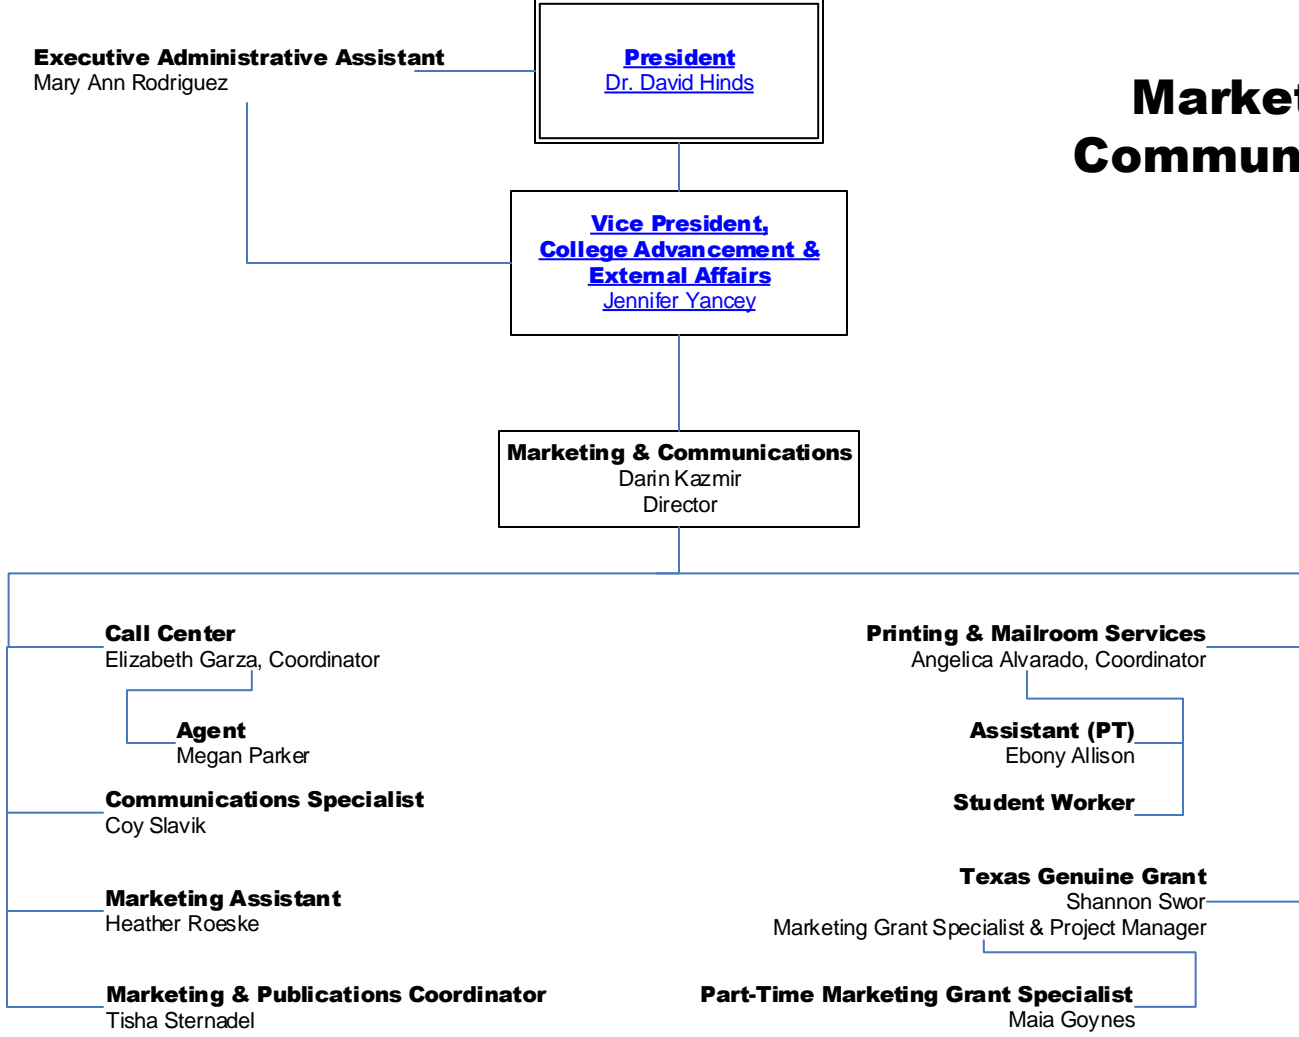 Executive Administrative Assistant
Mary Ann Rodriguez
President
Dr. David Hinds
Vice President,
College Advancement &
External Affairs
Jennifer Yancey
Marketing & Communications
Darin Kazmir
Director
Call Center
Elizabeth Garza, Coordinator
Agent
Megan Parker
Communications Specialist
Coy Slavik
Marketing Assistant
Heather Roeske
Marketing & Publications Coordinator
Tisha Sternadel
Printing & Mailroom Services
Angelica Alvarado, Coordinator
Assistant (PT)
Ebony Allison
Student Worker
Texas Genuine Grant
Shannon Swor
Marketing Grant Specialist & Project Manager
Part-Time Marketing Grant Specialist
Maia Goynes